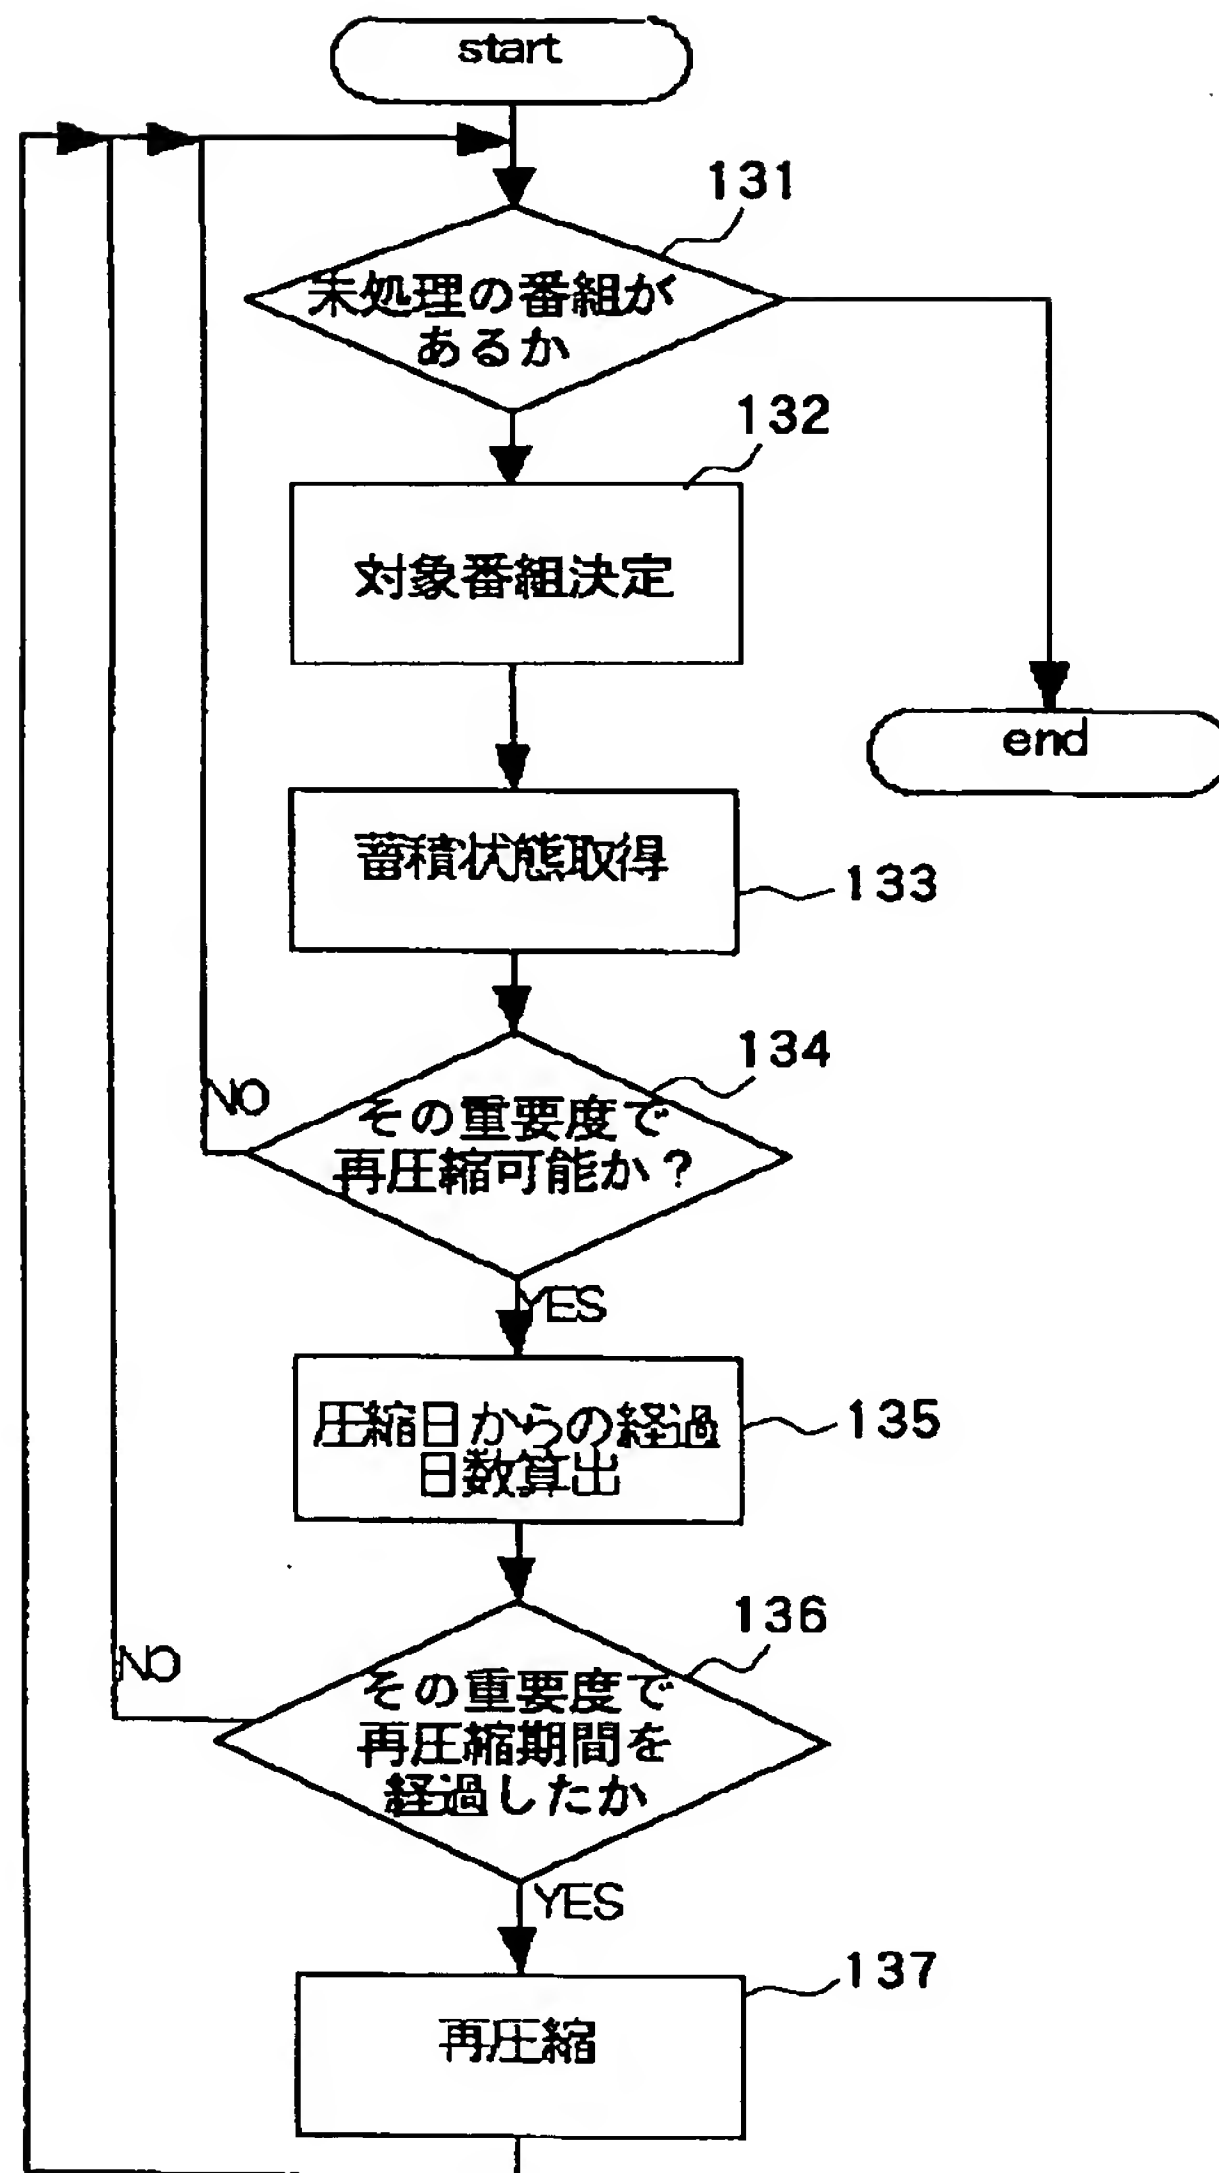 start
131
未処理の番組が
あるか
132
対象番組決定
end
蓄積状態取得
133
134
NO
その重要度で
再圧縮可能か？
YES
圧縮日からの経過
日数算出
135
136
NO
その重要度で
再圧縮期間を
経過したか
YES
137
再圧縮